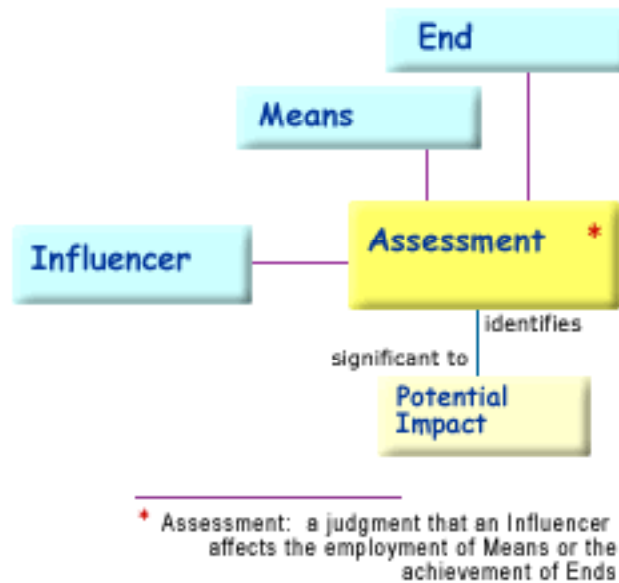 End
Means
Influencer
Assessment *
identifies
significant to
Potential
Impact
* Assessment: a judgment that an Influencer
affects the employment of Means or the
achievement of Ends